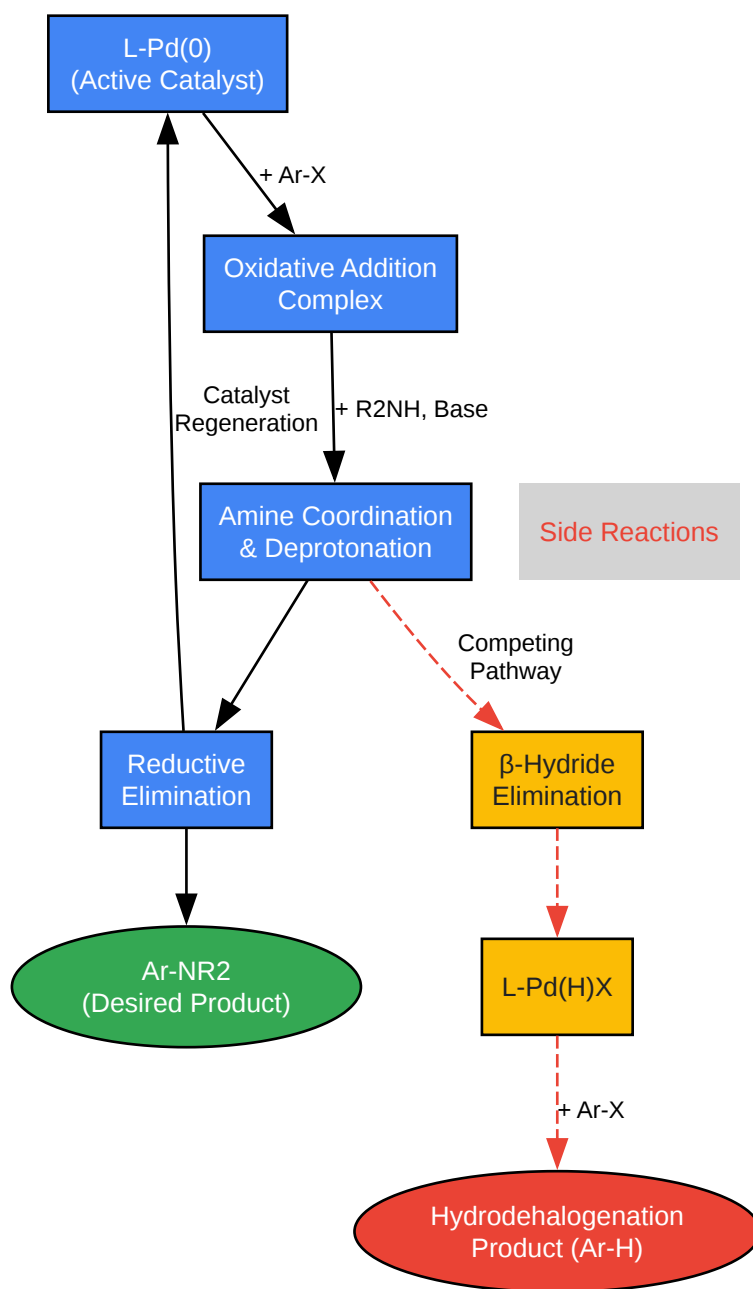 L-Pd(0)
(Active Catalyst)
+ Ar-X
Oxidative Addition
Complex
Catalyst
Regeneration
+ R2NH, Base
Amine Coordination
& Deprotonation
Side Reactions
Competing
Pathway
Reductive
Elimination
β-Hydride
Elimination
Ar-NR2
(Desired Product)
L-Pd(H)X
+ Ar-X
Hydrodehalogenation
Product (Ar-H)